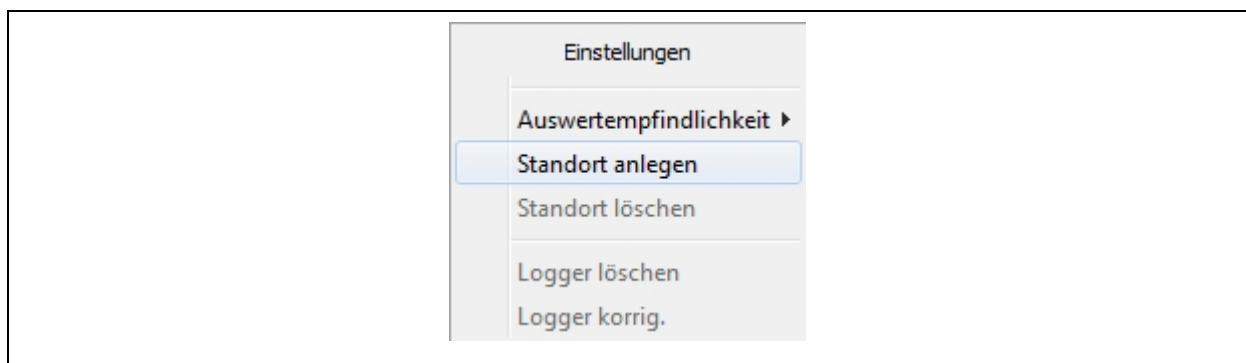 Einstellungen
Auswertempfindlichkeit
Standort anlegen
Standort löschen
Logger löschen
Logger korrig.